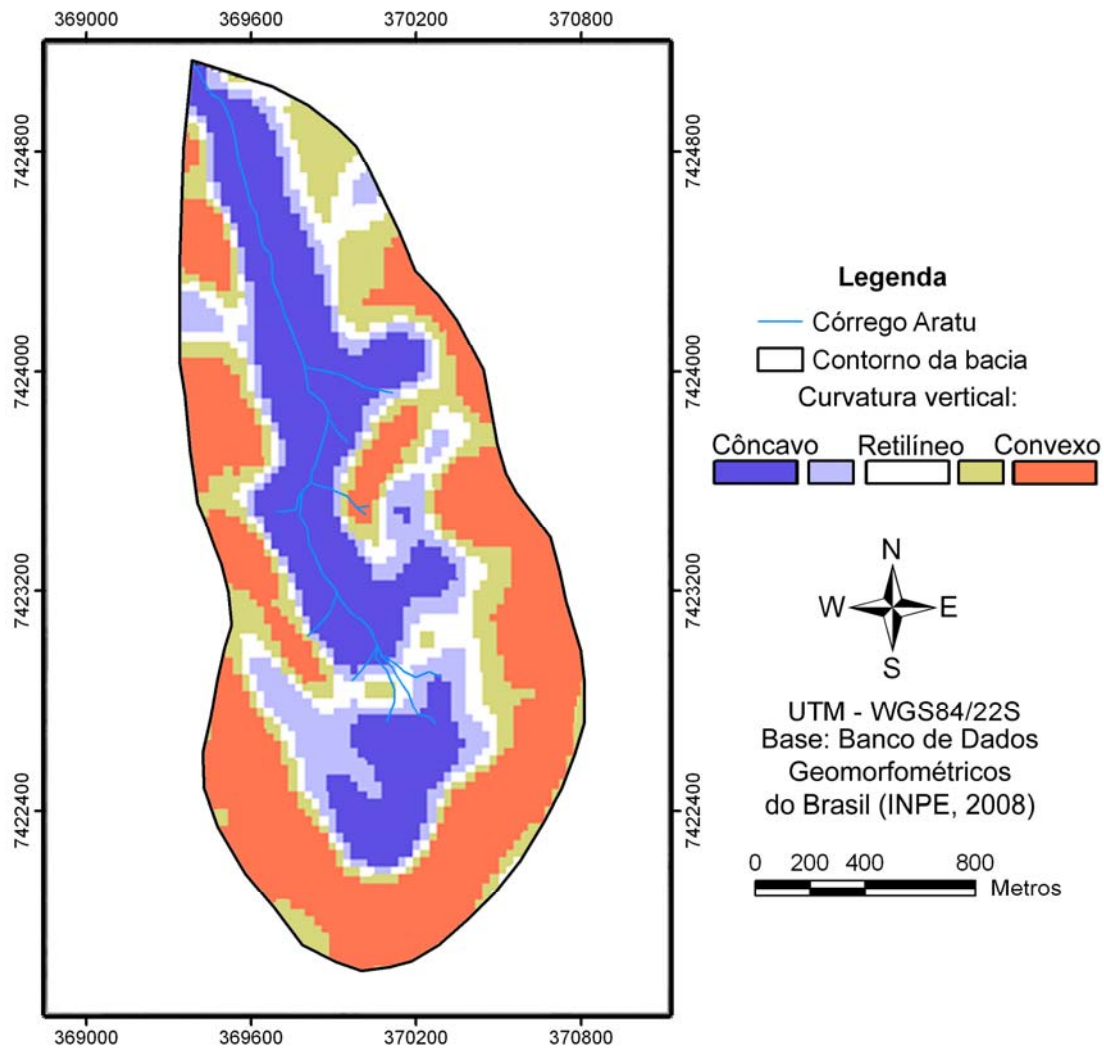 369000 369600 370200 370800
7424800 7424800
7424000 7424000
7423200 7423200
7422400 7422400
369000 369600 370200 370800
Legenda
Córrego Aratu
Contorno da bacia
Curvatura vertical:
Côncavo Retilíneo Convexo
N
W E
S
UTM - WGS84/22S
Base: Banco de Dados
Geomorfométricos
do Brasil (INPE, 2008)
0 200 400 800
Metros